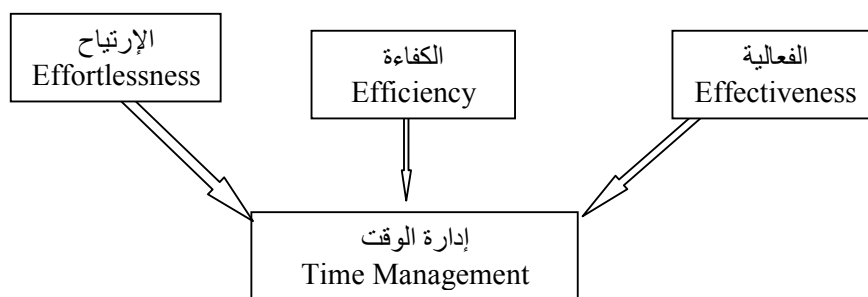 الإرتياح
Effortlessness
الكفاءة
Efficiency
الفعالية
Effectiveness
إدارة الوقت
Time Management